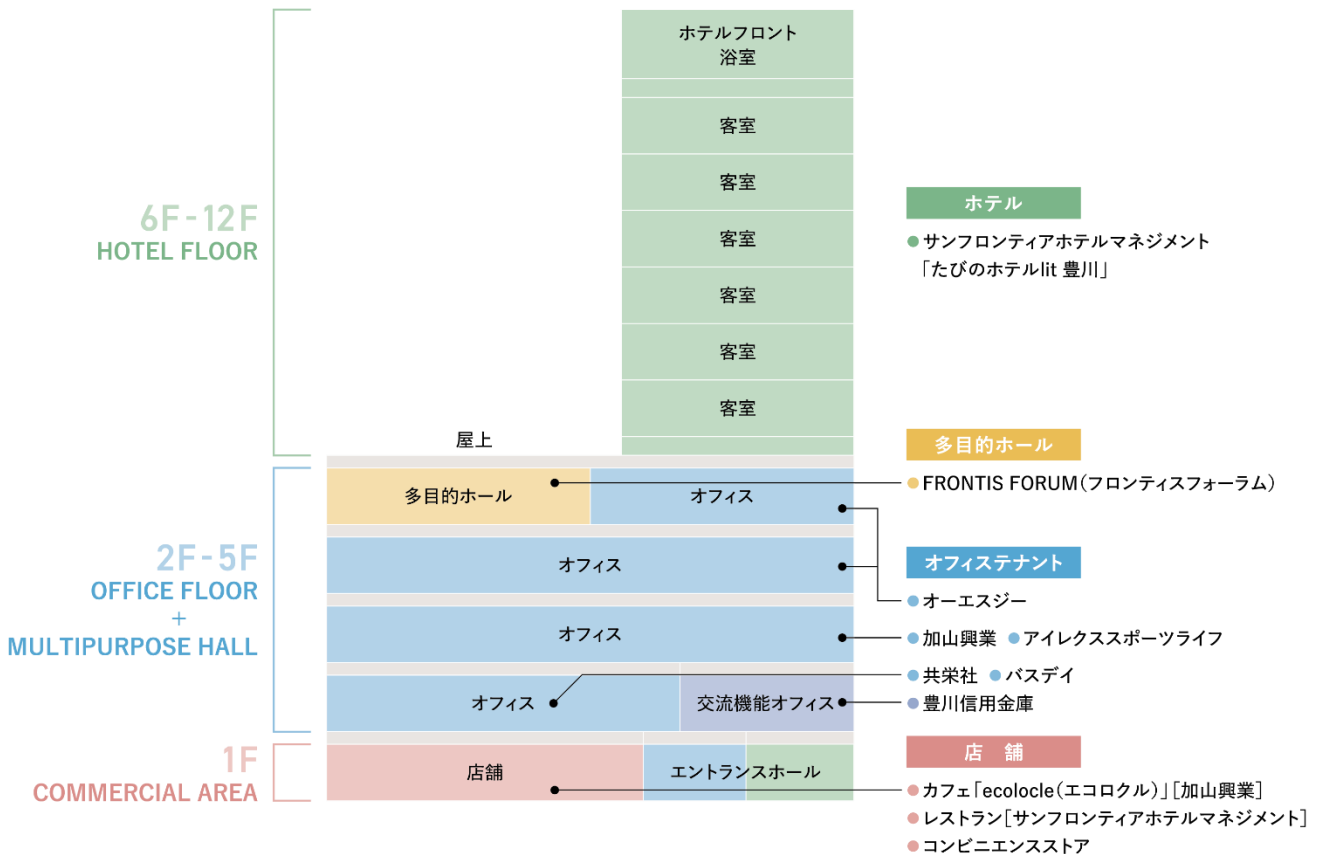 ホテルフロント
浴室
客室
客室
客室
客室
客室
客室
6F-12F
HOTEL FLOOR
ホテル
サンフロンティアホテルマネジメント
「たびのホテルlit 豊川」
屋上
多目的ホール
オフィス
オフィス
オフィス
オフィス
交流機能オフィス
2F-5F
OFFICE FLOOR
+
MULTIPURPOSE HALL
多目的ホール
FRONTIS FORUM(フロンティスフォーラム)
オフィステナント
オーエスジー
加山興業 アイレクススポーツライフ
共栄社 バスデイ
豊川信用金庫
1F
COMMERCIAL AREA
店舗
エントランスホール
店 舗
カフェ「ecolocle(エコロクル)」[加山興業]
レストラン[サンフロンティアホテルマネジメント]
コンビニエンスストア